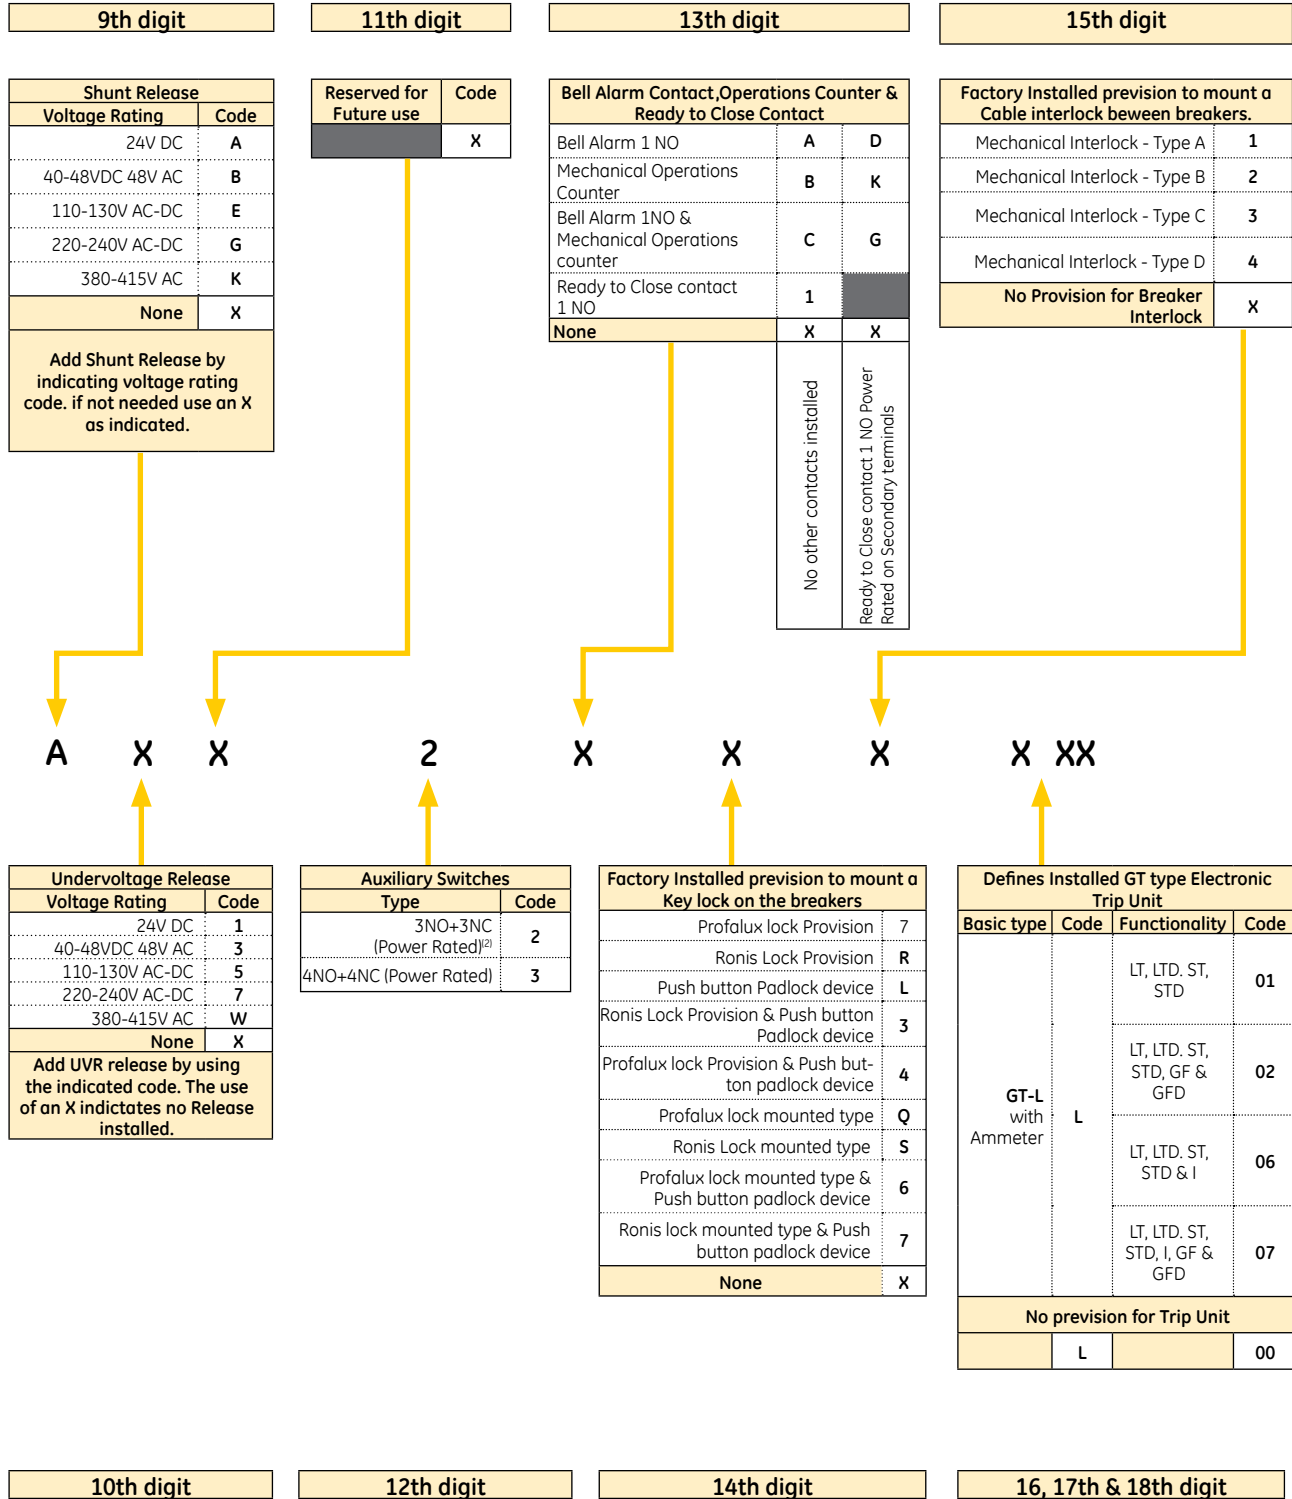 9th digit
11th digit
13th digit
15th digit
Shunt Release
Voltage Rating Code
24V DC A
40-48VDC 48V AC B
110-130V AC-DC E
220-240V AC-DC G
380-415V AC K
None X
Add Shunt Release by
indicating voltage rating
code. if not needed use an X
as indicated.
Reserved for Code
Future use
X
Bell Alarm Contact,Operations Counter &
Ready to Close Contact
Bell Alarm 1 NO A D
Mechanical Operations
Counter B K
Bell Alarm 1NO &
Mechanical Operations C G
counter
Ready to Close contact
1 NO 1
None X X
No other contacts installed
Ready to Close contact 1 NO Power
Rated on Secondary terminals
Factory Installed prevision to mount a
Cable interlock beween breakers.
Mechanical Interlock - Type A 1
Mechanical Interlock - Type B 2
Mechanical Interlock - Type C 3
Mechanical Interlock - Type D 4
No Provision for Breaker
Interlock X
A X X 2 X X X X XX
Undervoltage Release
Voltage Rating Code
24V DC 1
40-48VDC 48V AC 3
110-130V AC-DC 5
220-240V AC-DC 7
380-415V AC W
None X
Add UVR release by using
the indicated code. The use
of an X indictates no Release
installed.
Auxiliary Switches
Type Code
3NO+3NC
(Power Rated)(2) 2
4NO+4NC (Power Rated) 3
Factory Installed prevision to mount a
Key lock on the breakers
Profalux lock Provision 7
Ronis Lock Provision R
Push button Padlock device L
Ronis Lock Provision & Push button
Padlock device 3
Profalux lock Provision & Push but-
ton padlock device 4
Profalux lock mounted type Q
Ronis Lock mounted type S
Profalux lock mounted type &
Push button padlock device 6
Ronis lock mounted type & Push
button padlock device 7
None X
Defines Installed GT type Electronic
Trip Unit
Basic type Code Functionality Code
GT-L
with
Ammeter
L
LT, LTD. ST,
STD 01
LT, LTD. ST,
STD, GF &
GFD 02
LT, LTD. ST,
STD & I 06
LT, LTD. ST,
STD, I, GF &
GFD 07
No prevision for Trip Unit
L 00
10th digit
12th digit
14th digit
16, 17th & 18th digit